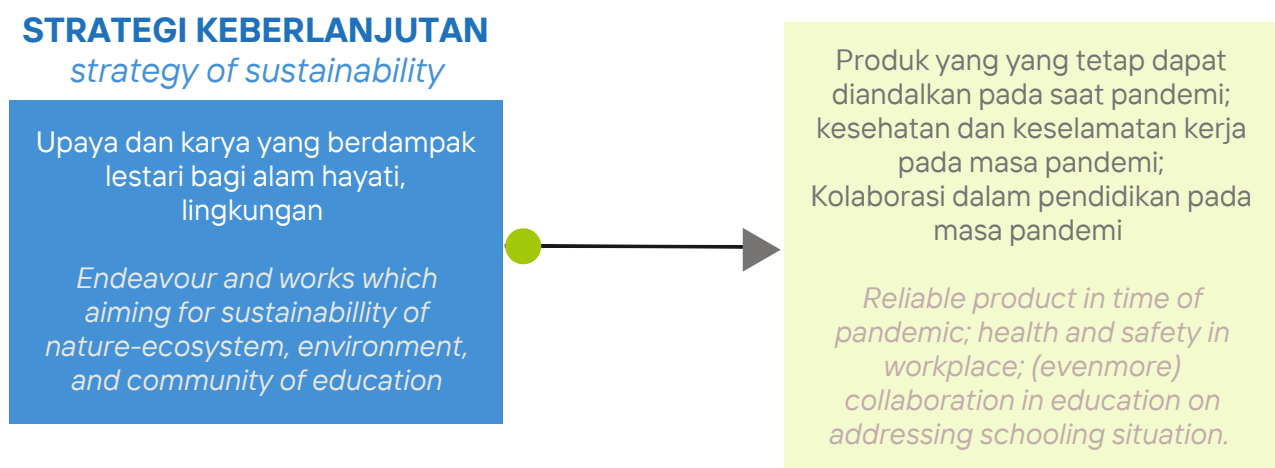 STRATEGI KEBERLANJUTAN
strategy of sustainability
Upaya dan karya yang berdampak
lestari bagi alam hayati,
lingkungan
Endeavour and works which
aiming for sustainabillity of
nature-ecosystem, environment,
and community of education
Produk yang yang tetap dapat
diandalkan pada saat pandemi;
kesehatan dan keselamatan kerja
pada masa pandemi;
Kolaborasi dalam pendidikan pada
masa pandemi
Reliable product in time of
pandemic; health and safety in
workplace; (evenmore)
collaboration in education on
addressing schooling situation.